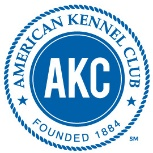 AMERICAN KENNEL CLUB
AKC
FOUNDED 1884
SM